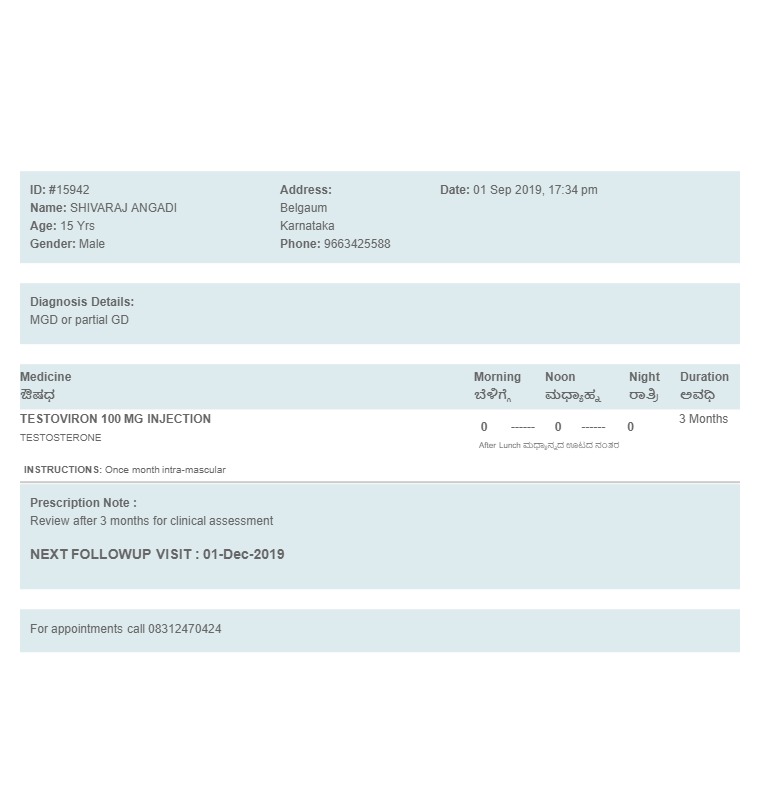 ID: #15942
Name: SHIVARAJ ANGADI
Age: 15 Yrs
Gender: Male
Address:
Belgaum
Karnataka
Phone: 9663425588
Date: 01 Sep 2019, 17:34 pm
Diagnosis Details:
MGD or partial GD
Medicine Morning Noon Night Duration
ಔಷಧ ಬೆಳಿಗ್ಗೆ ಮಧ್ಯಾಹ್ನ ರಾತ್ರಿ ಅವಧಿ
TESTOVIRON 100 MG INJECTION 0 ------ 0 ------ 0 3 Months
TESTOSTERONE
After Lunch ಮಧ್ಯಾನ್ನದ ಊಟದ ನಂತರ
INSTRUCTIONS: Once month intra-mascular
Prescription Note :
Review after 3 months for clinical assessment
NEXT FOLLOWUP VISIT : 01-Dec-2019
For appointments call 08312470424